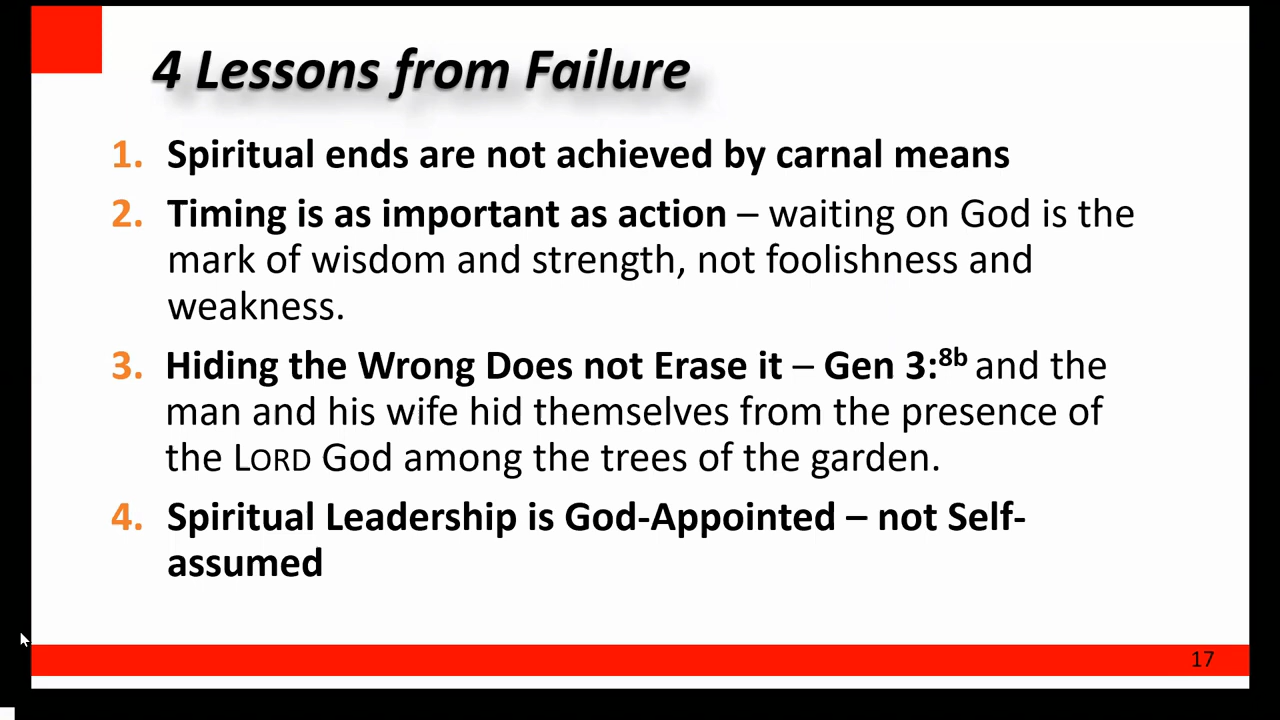 4 Lessons from Failure
1. Spiritual ends are not achieved by carnal means
2. Timing is as important as action – waiting on God is the
mark of wisdom and strength, not foolishness and
weakness.
3. Hiding the Wrong Does not Erase it – Gen 3:8b and the
man and his wife hid themselves from the presence of
the LORD God among the trees of the garden.
4. Spiritual Leadership is God-Appointed – not Self-
assumed
17